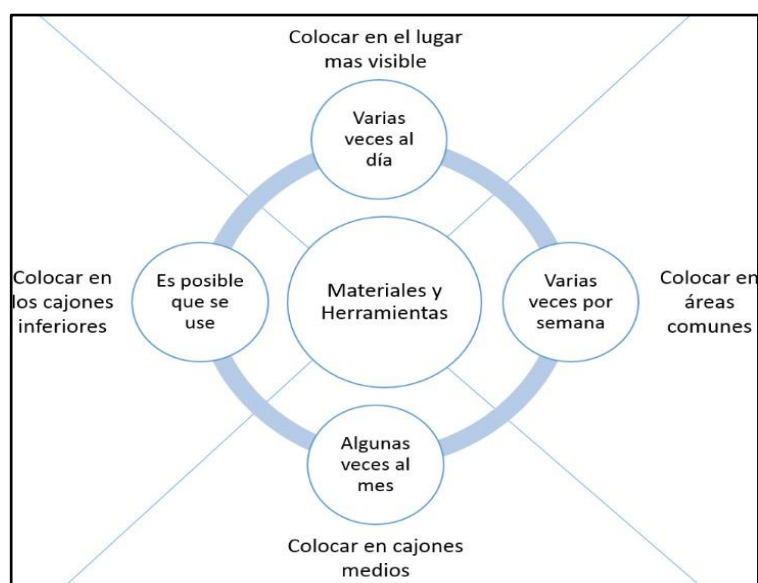 Colocar en el lugar
mas visible
Varias
veces al
día
Colocar en
los cajones
inferiores
Es posible
que se
use
Materiales y
Herramientas
Varias
veces por
semana
Colocar en
áreas
comunes
Algunas
veces al
mes
Colocar en cajones
medios